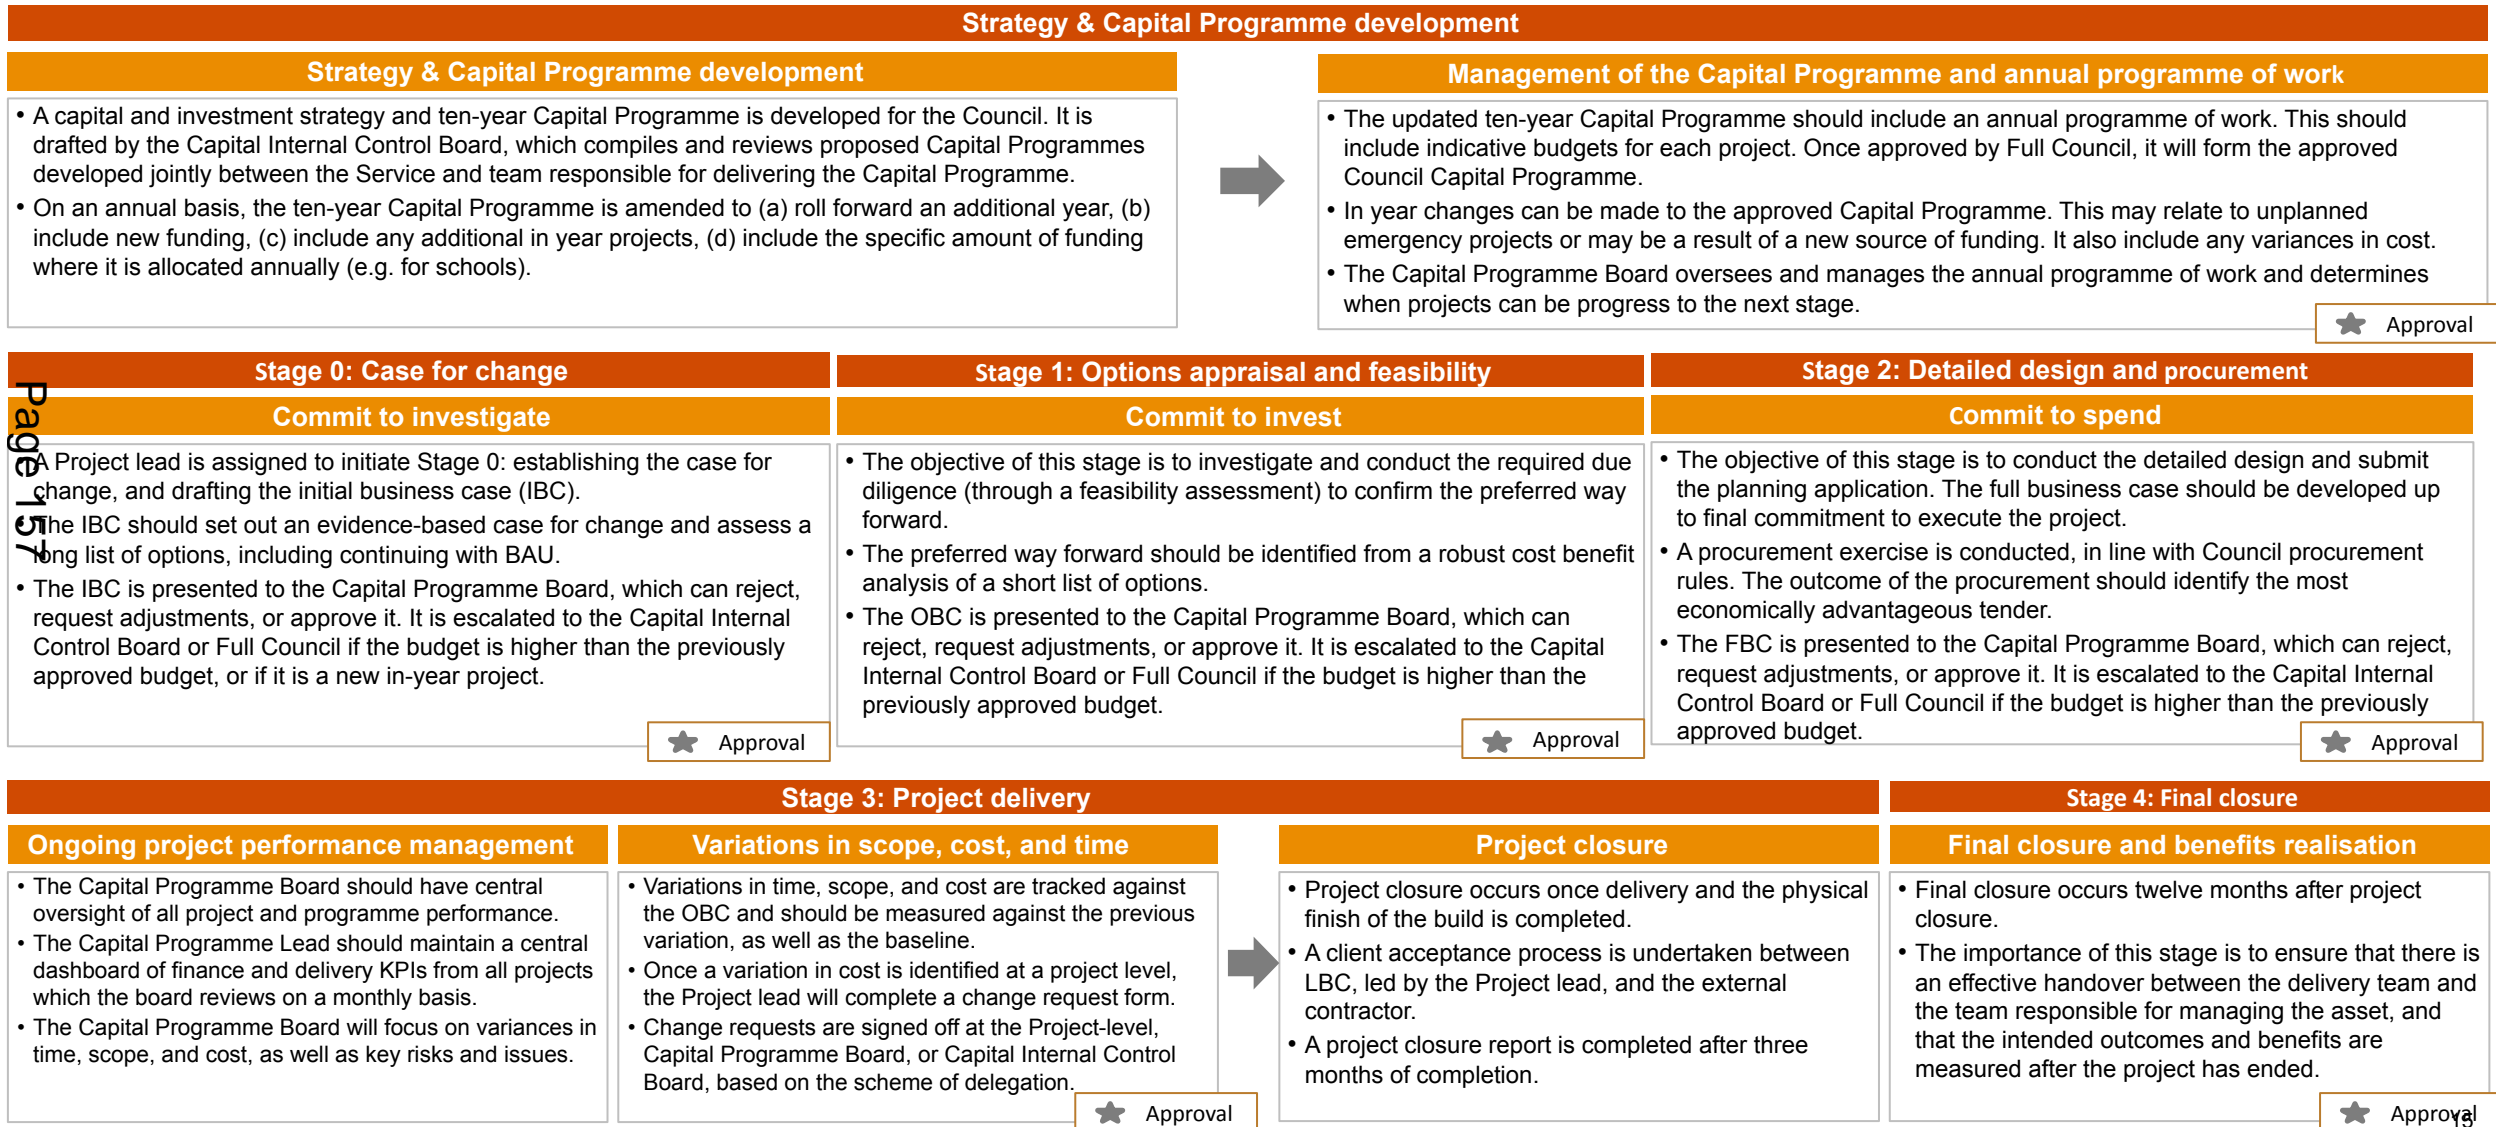 Strategy & Capital Programme development
Strategy & Capital Programme development
• A capital and investment strategy and ten-year Capital Programme is developed for the Council. It is
drafted by the Capital Internal Control Board, which compiles and reviews proposed Capital Programmes
developed jointly between the Service and team responsible for delivering the Capital Programme.
• On an annual basis, the ten-year Capital Programme is amended to (a) roll forward an additional year, (b)
include new funding, (c) include any additional in year projects, (d) include the specific amount of funding
where it is allocated annually (e.g. for schools).
Management of the Capital Programme and annual programme of work
• The updated ten-year Capital Programme should include an annual programme of work. This should
include indicative budgets for each project. Once approved by Full Council, it will form the approved
Council Capital Programme.
• In year changes can be made to the approved Capital Programme. This may relate to unplanned
emergency projects or may be a result of a new source of funding. It also include any variances in cost.
• The Capital Programme Board oversees and manages the annual programme of work and determines
when projects can be progress to the next stage.
Approval
Stage 0: Case for change
Commit to investigate
• A Project lead is assigned to initiate Stage 0: establishing the case for
change, and drafting the initial business case (IBC).
• The IBC should set out an evidence-based case for change and assess a
long list of options, including continuing with BAU.
• The IBC is presented to the Capital Programme Board, which can reject,
request adjustments, or approve it. It is escalated to the Capital Internal
Control Board or Full Council if the budget is higher than the previously
approved budget, or if it is a new in-year project.
Approval
Page 157
Stage 1: Options appraisal and feasibility
Commit to invest
• The objective of this stage is to investigate and conduct the required due
diligence (through a feasibility assessment) to confirm the preferred way
forward.
• The preferred way forward should be identified from a robust cost benefit
analysis of a short list of options.
• The OBC is presented to the Capital Programme Board, which can
reject, request adjustments, or approve it. It is escalated to the Capital
Internal Control Board or Full Council if the budget is higher than the
previously approved budget.
Approval
Stage 2: Detailed design and procurement
Commit to spend
• The objective of this stage is to conduct the detailed design and submit
the planning application. The full business case should be developed up
to final commitment to execute the project.
• A procurement exercise is conducted, in line with Council procurement
rules. The outcome of the procurement should identify the most
economically advantageous tender.
• The FBC is presented to the Capital Programme Board, which can reject,
request adjustments, or approve it. It is escalated to the Capital Internal
Control Board or Full Council if the budget is higher than the previously
approved budget.
Approval
Stage 3: Project delivery
Ongoing project performance management
• The Capital Programme Board should have central
oversight of all project and programme performance.
• The Capital Programme Lead should maintain a central
dashboard of finance and delivery KPIs from all projects
which the board reviews on a monthly basis.
• The Capital Programme Board will focus on variances in
time, scope, and cost, as well as key risks and issues.
Variations in scope, cost, and time
• Variations in time, scope, and cost are tracked against
the OBC and should be measured against the previous
variation, as well as the baseline.
• Once a variation in cost is identified at a project level,
the Project lead will complete a change request form.
• Change requests are signed off at the Project-level,
Capital Programme Board, or Capital Internal Control
Board, based on the scheme of delegation.
Approval
Project closure
• Project closure occurs once delivery and the physical
finish of the build is completed.
• A client acceptance process is undertaken between
LBC, led by the Project lead, and the external
contractor.
• A project closure report is completed after three
months of completion.
Stage 4: Final closure
Final closure and benefits realisation
• Final closure occurs twelve months after project
closure.
• The importance of this stage is to ensure that there is
an effective handover between the delivery team and
the team responsible for managing the asset, and
that the intended outcomes and benefits are
measured after the project has ended.
Approval
15